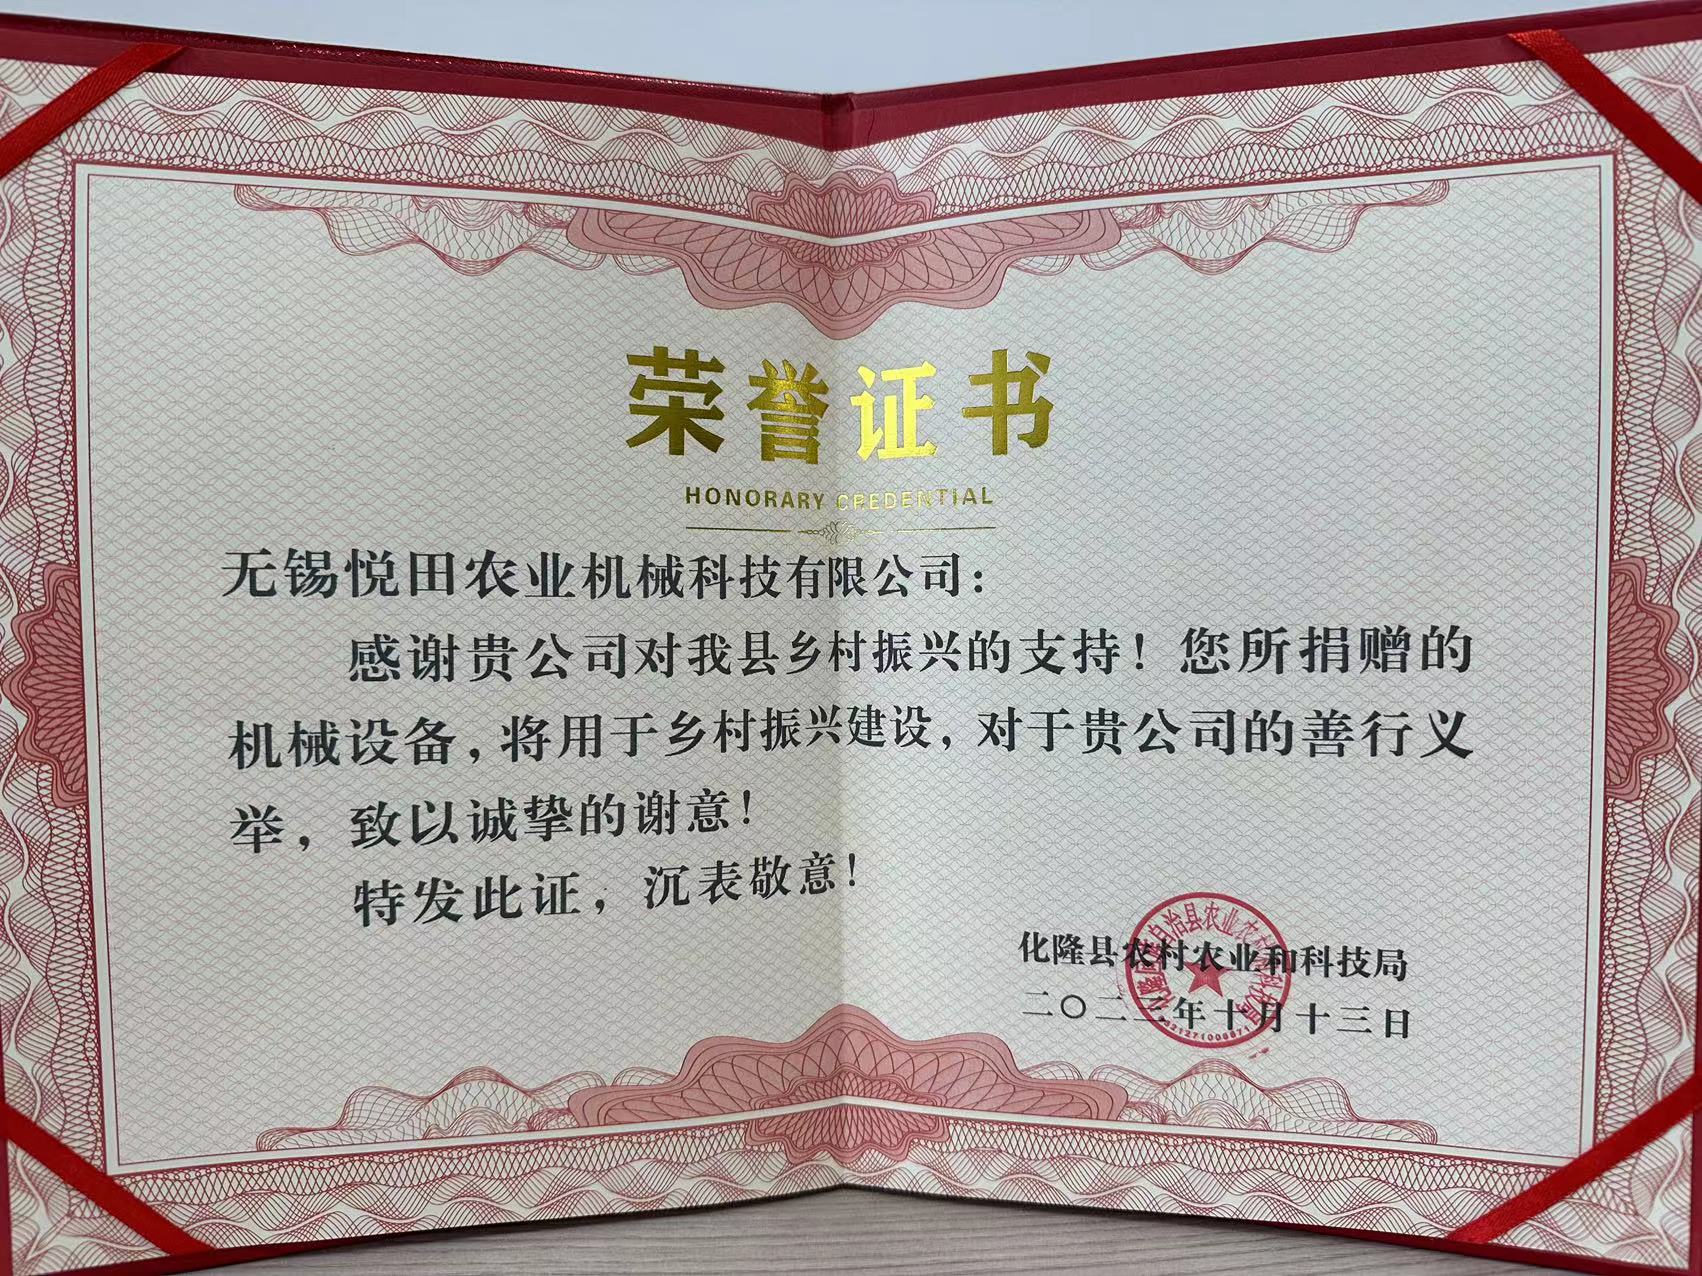 荣誉证书
HONORARY CREDENTIAL
无锡悦田农业机械科技有限公司：
感谢贵公司对我县乡村振兴的支持！您所捐赠的
机械设备，将用于乡村振兴建设，对于贵公司的善行义
举，致以诚挚的谢意！
特发此证，沉表敬意！
化隆县农村农业和科技局
二〇二三年十月十三日